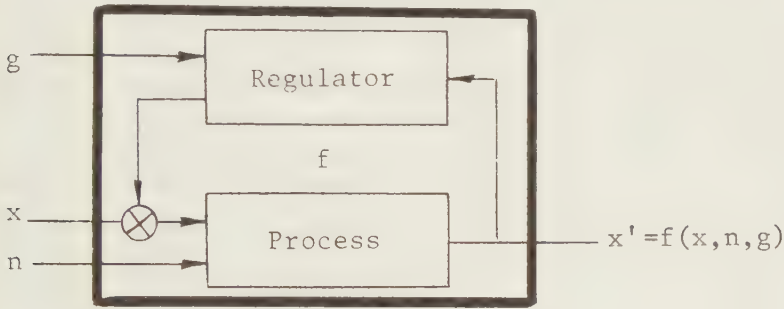 g
Regulator
f
x
Process
x'=f(x,n,g)
n